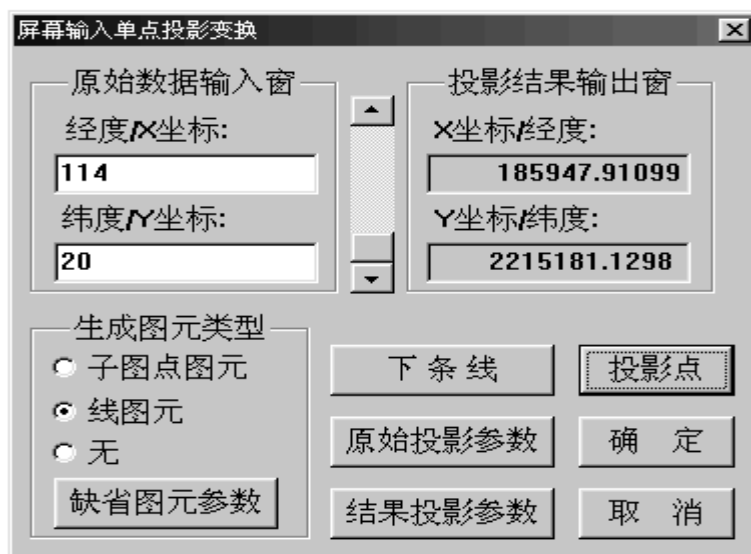 屏幕输入单点投影变换
原始数据输入窗
经度/X坐标:
114
纬度/Y坐标:
20
投影结果输出窗
X坐标/经度:
185947.91099
Y坐标/纬度:
2215181.1298
生成图元类型
子图点图元
线图元
无
缺省图元参数
下 条 线
投影点
原始投影参数
确 定
结果投影参数
取 消